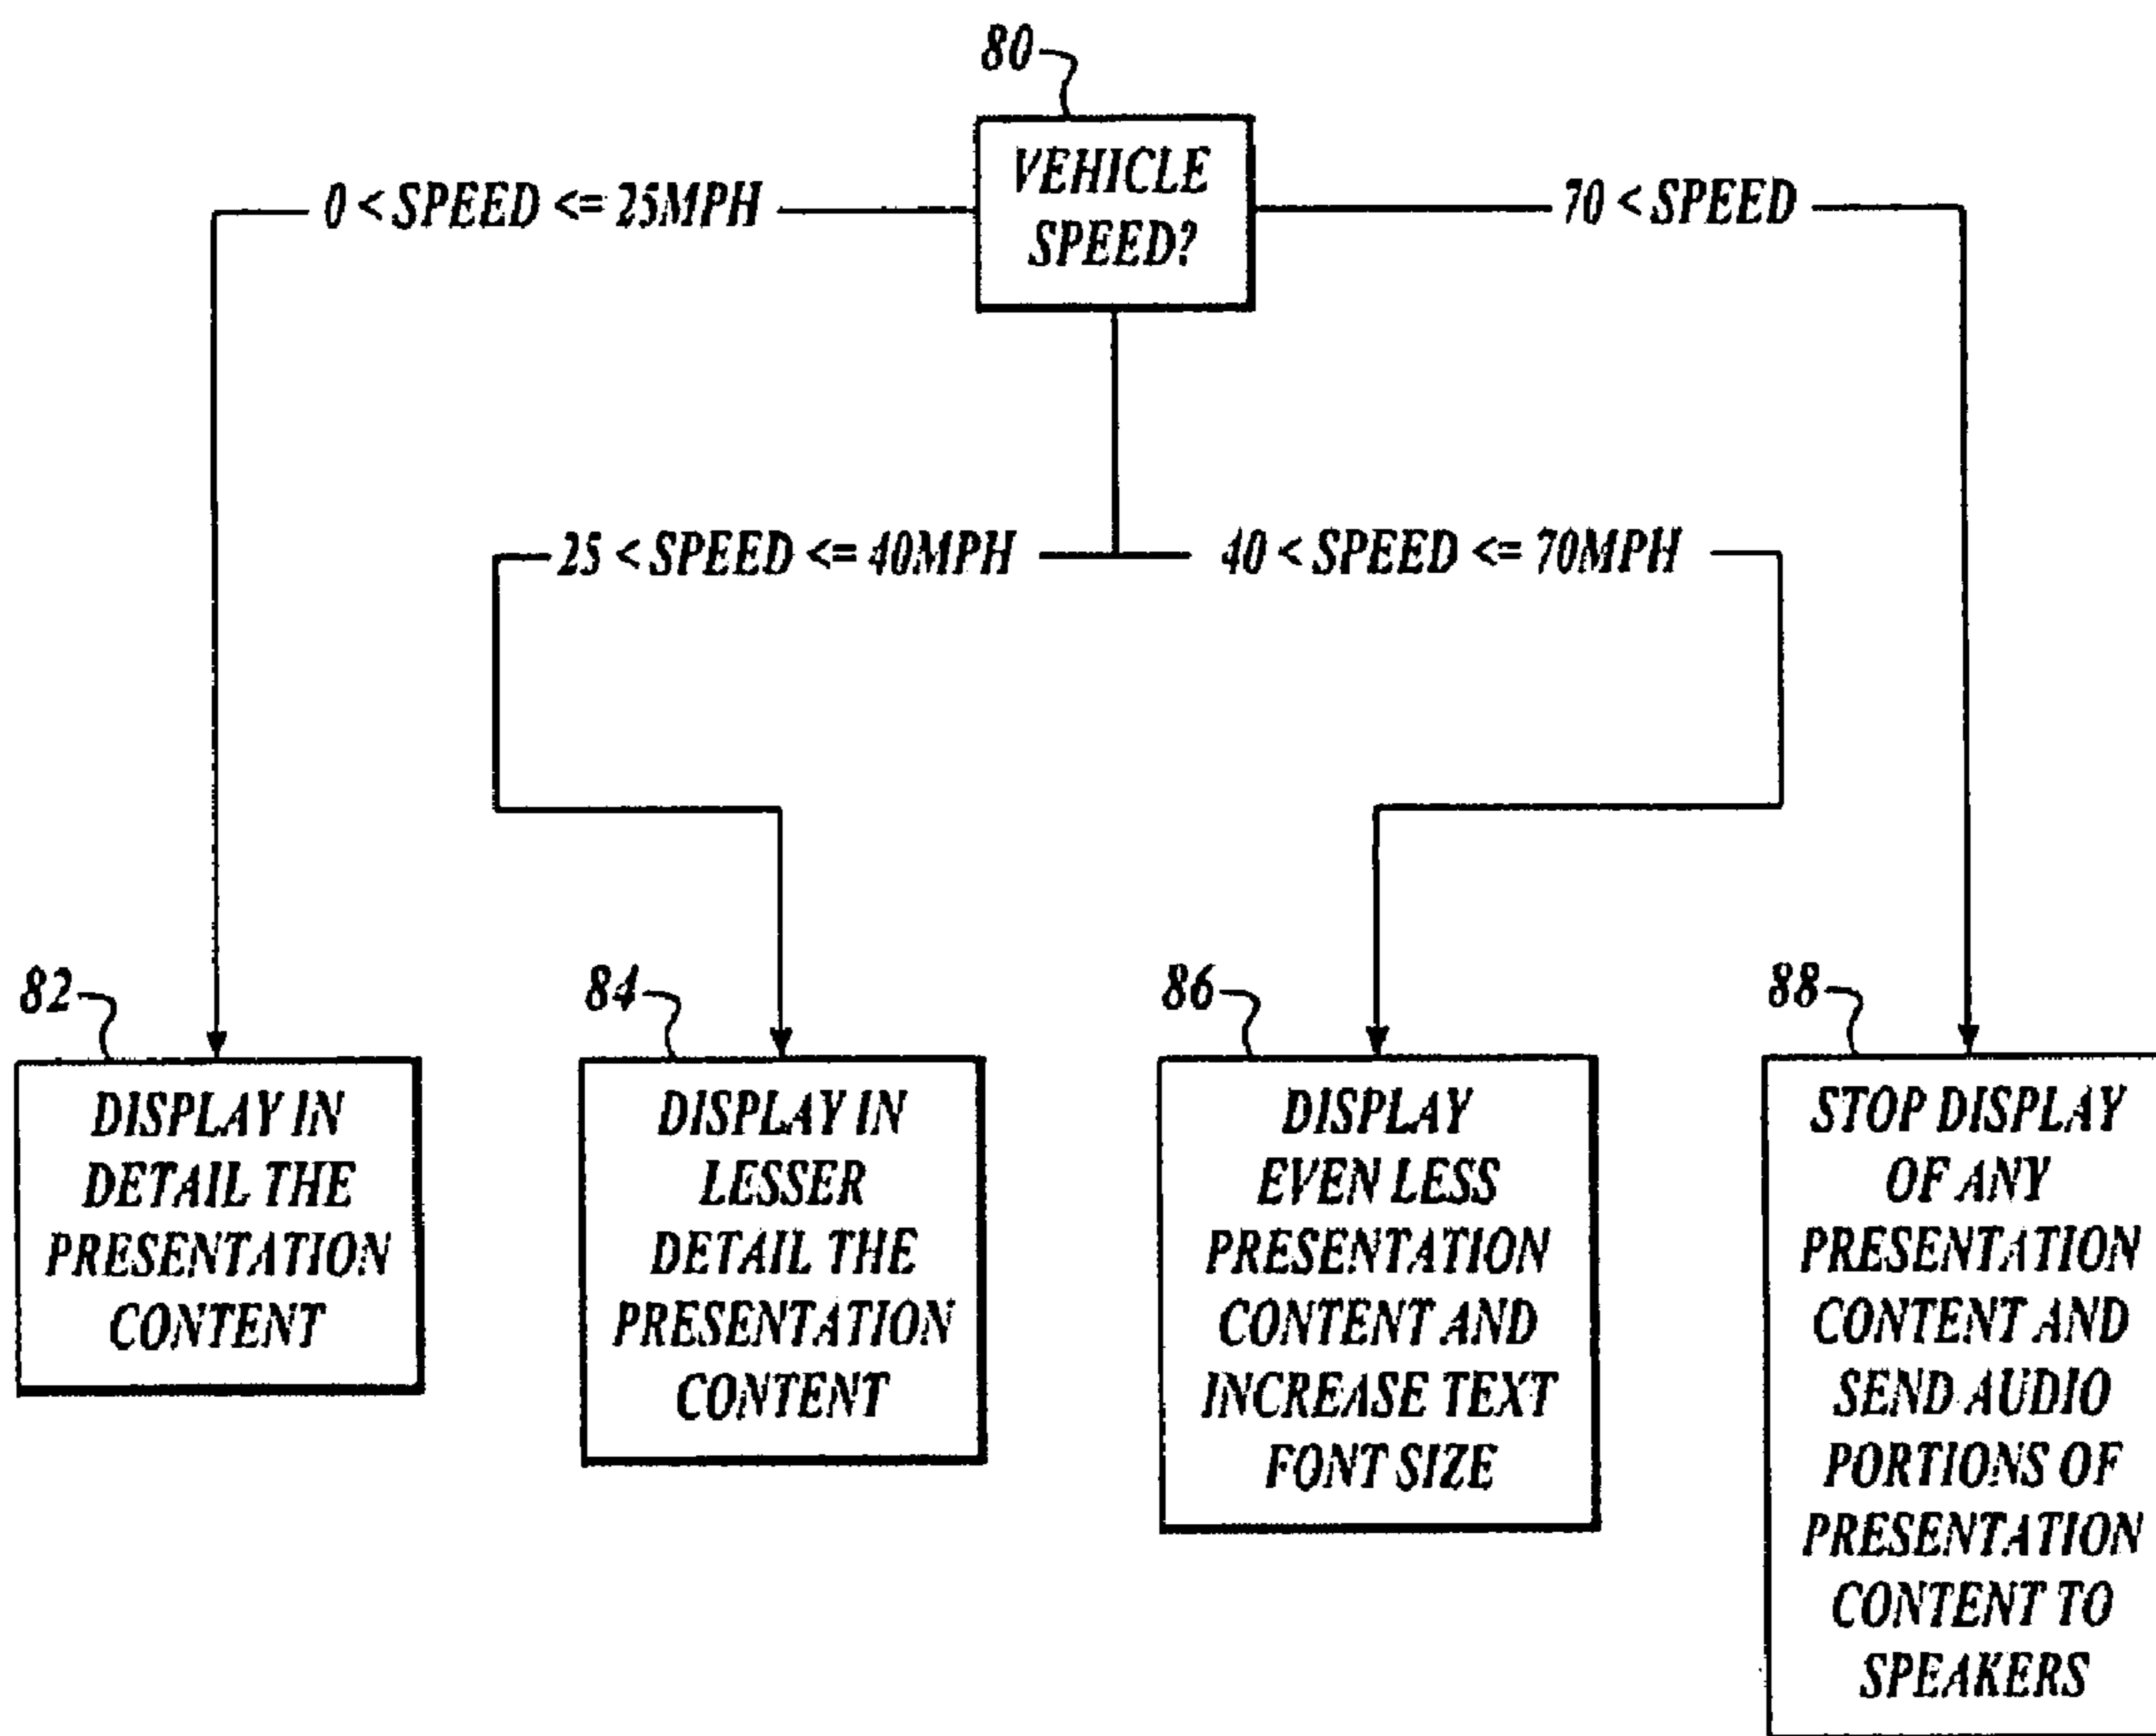 80
VEHICLE
SPEED?
0 < SPEED <= 25MPH
70 < SPEED
25 < SPEED <= 40MPH
40 < SPEED <= 70MPH
82
DISPLAY IN
DETAIL THE
PRESENTATION
CONTENT
84
DISPLAY IN
LESSER
DETAIL THE
PRESENTATION
CONTENT
86
DISPLAY
EVEN LESS
PRESENTATION
CONTENT AND
INCREASE TEXT
FONT SIZE
88
STOP DISPLAY
OF ANY
PRESENTATION
CONTENT AND
SEND AUDIO
PORTIONS OF
PRESENTATION
CONTENT TO
SPEAKERS